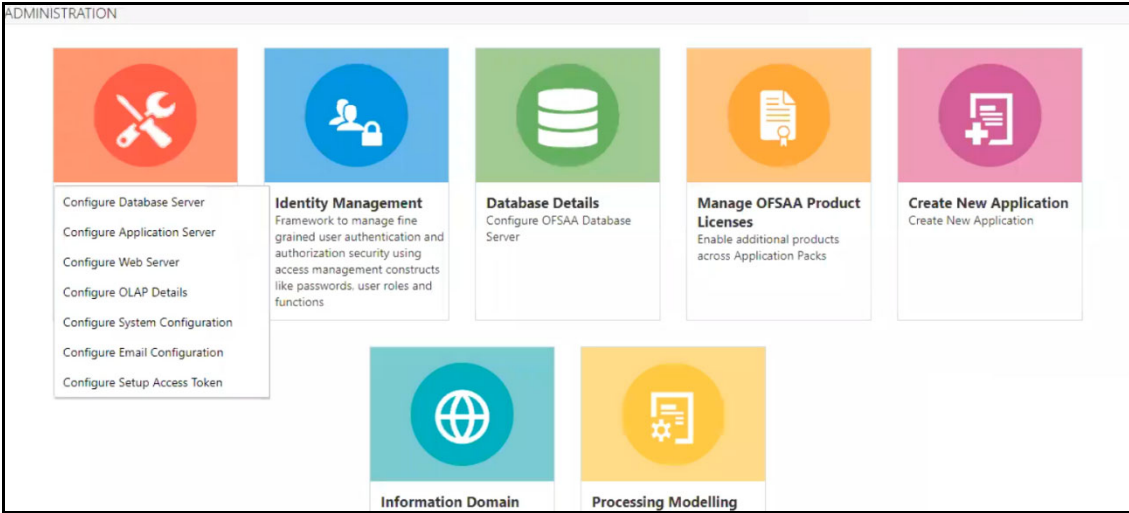 ADMINISTRATION
Configure Database Server
Configure Application Server
Configure Web Server
Configure OLAP Details
Configure System Configuration
Configure Email Configuration
Configure Setup Access Token
Identity Management
Framework to manage fine
grained user authentication and
authorization security using
access management constructs
like passwords, user roles and
functions
Database Details
Configure OFSAA Database
Server
Manage OFSAA Product
Licenses
Enable additional products
across Application Packs
Create New Application
Create New Application
Information Domain
Processing Modelling